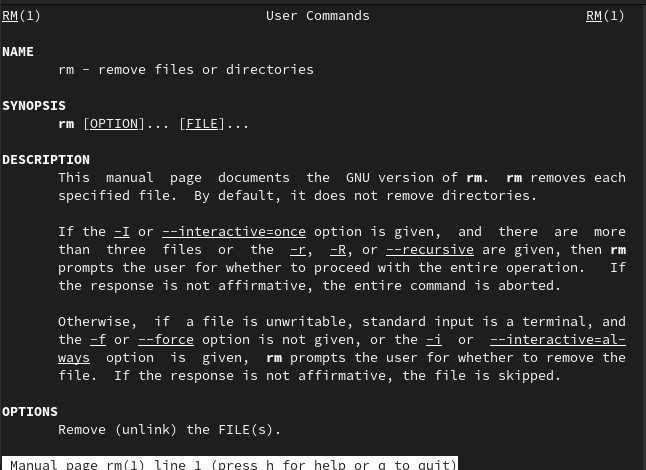 RM(1) User Commands RM(1)
NAME
rm - remove files or directories
SYNOPSIS
rm [OPTION]... [FILE]...
DESCRIPTION
This manual page documents the GNU version of rm. rm removes each
specified file. By default, it does not remove directories.
If the -I or --interactive=once option is given, and there are more
than three files or the -r, -R, or --recursive are given, then rm
prompts the user for whether to proceed with the entire operation. If
the response is not affirmative, the entire command is aborted.
Otherwise, if a file is unwritable, standard input is a terminal, and
the -f or --force option is not given, or the -i or --interactive=al-
ways option is given, rm prompts the user for whether to remove the
file. If the response is not affirmative, the file is skipped.
OPTIONS
Remove (unlink) the FILE(s).
Manual page rm(1) line 1 (press h for help or q to quit)